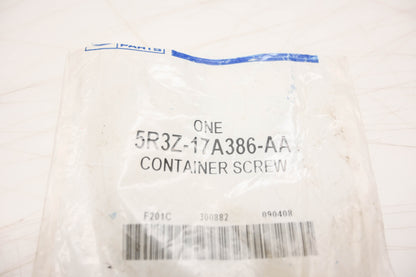 PARTS
ONE
5R3Z-17A386-AA
CONTAINER SCREW
F201C 300882 090408